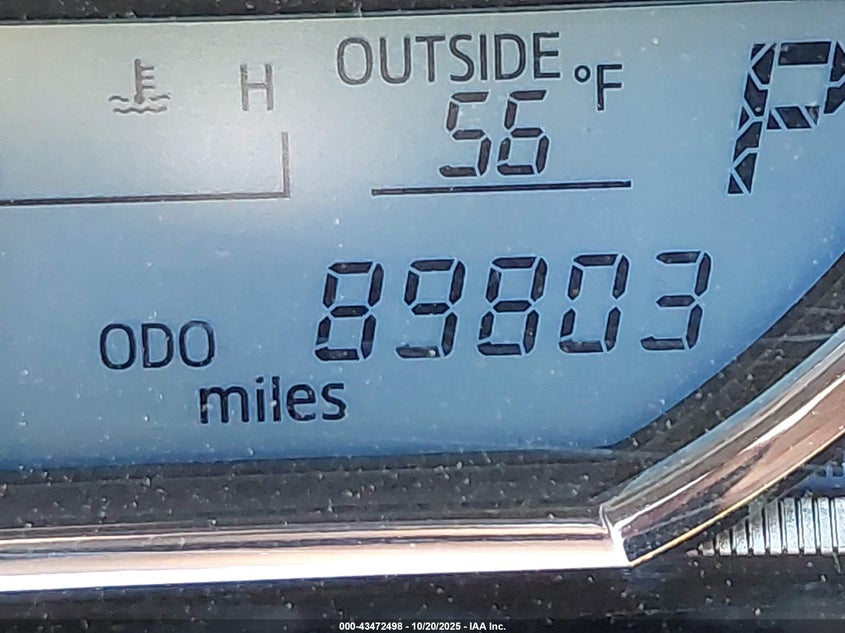 H
OUTSIDE °F
56
P
ODO 89803
miles
000-43472498 - 10/20/2025 - IAA Inc.